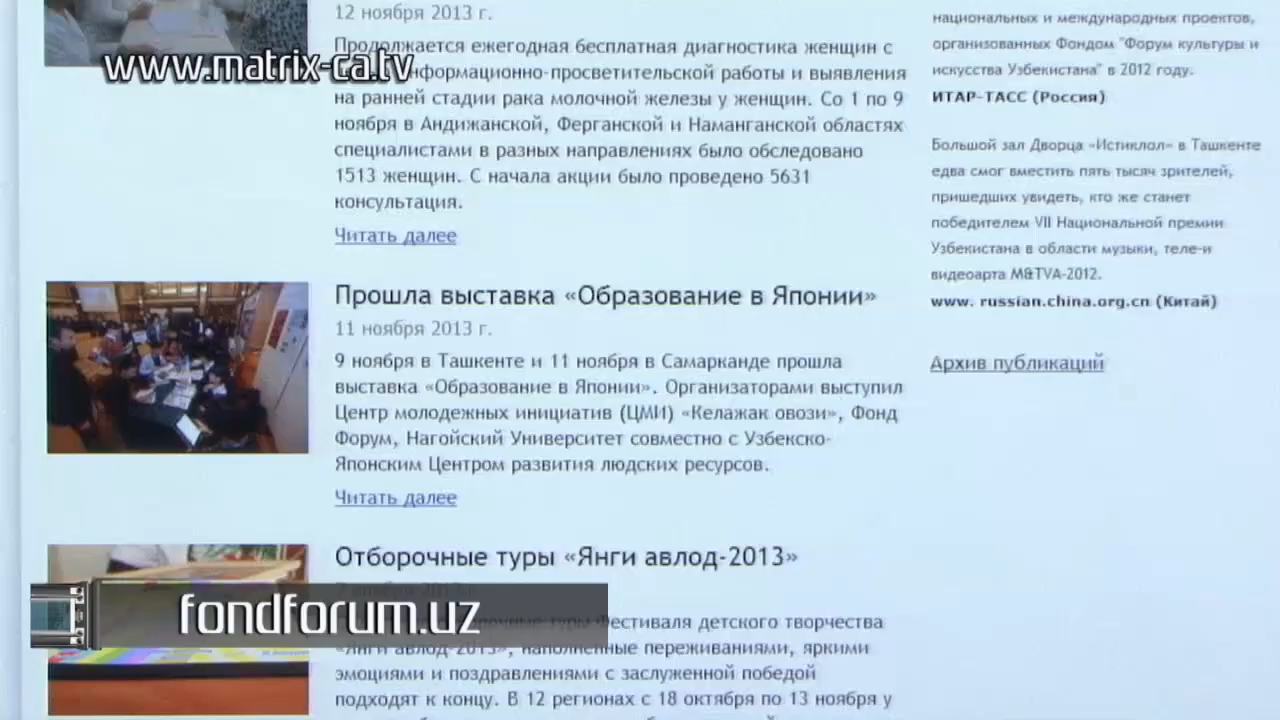 12 ноября 2013 г.
Продолжается ежегодная бесплатная диагностика женщин с
www.matrix-ca.tv
нформационно-просветительской работы и выявления
на ранней стадии рака молочной железы у женщин. Со 1 по 9
ноября в Андижанской, Ферганской и Наманганской областях
специалистами в разных направлениях было обследовано
1513 женщин. С начала акции было проведено 5631
консультация.
Читать далее
Прошла выставка «Образование в Японии»
11 ноября 2013 г.
9 ноября в Ташкенте и 11 ноября в Самарканде прошла
выставка «Образование в Японии». Организаторами выступил
Центр молодежных инициатив (ЦМИ) «Келажак овози», Фонд
Форум, Нагойский Университет совместно с Узбекско-
Японским Центром развития людских ресурсов.
Читать далее
Отборочные туры «Янги авлод-2013»
fondforum.uz
туры Фестиваля детского творчества
«Янги авлод-2013», наполненные переживаниями, яркими
эмоциями и поздравлениями с заслуженной победой
подходят к концу. В 12 регионах с 18 октября по 13 ноября у
национальных и международных проектов,
организованных Фондом "Форум культуры и
искусства Узбекистана" в 2012 году.
ИТАР-ТАСС (Россия)
Большой зал Дворца «Истиклол» в Ташкенте
едва смог вместить пять тысяч зрителей,
пришедших увидеть, кто же станет
победителем VII Национальной премии
Узбекистана в области музыки, теле-и
видеоарта M&TVA-2012.
www. russian.china.org.cn (Китай)
Архив публикаций